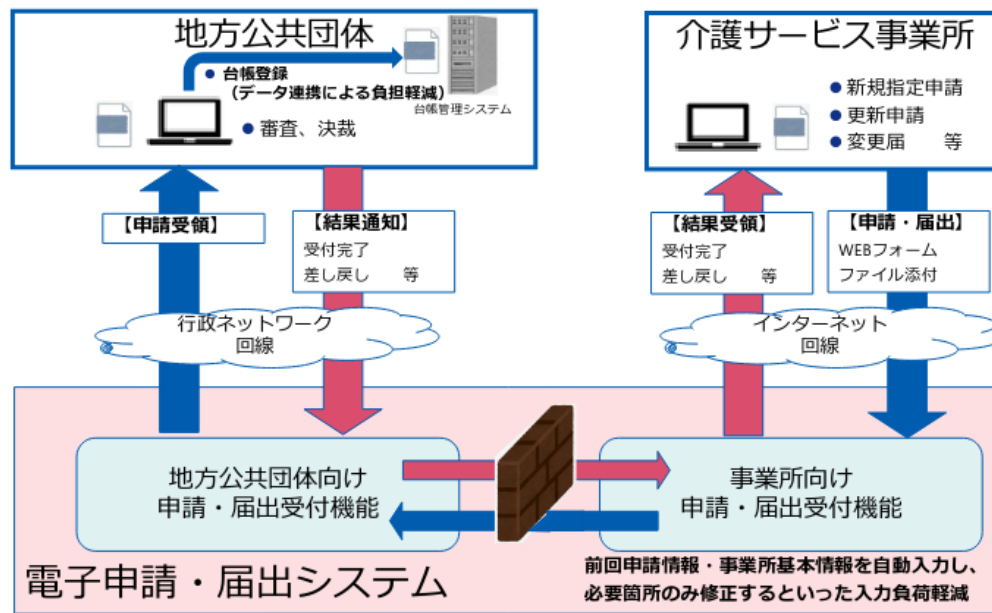 地方公共団体
● 台帳登録
（データ連携による負担軽減）
台帳管理システム
● 審査、決裁
介護サービス事業所
● 新規指定申請
● 更新申請
● 変更届　等
【申請受領】
【結果通知】
受付完了
差し戻し　等
【結果受領】
受付完了
差し戻し　等
【申請・届出】
WEBフォーム
ファイル添付
行政ネットワーク
回線
インターネット
回線
地方公共団体向け
申請・届出受付機能
事業所向け
申請・届出受付機能
電子申請・届出システム
前回申請情報・事業所基本情報を自動入力し、
必要箇所のみ修正するといった入力負荷軽減